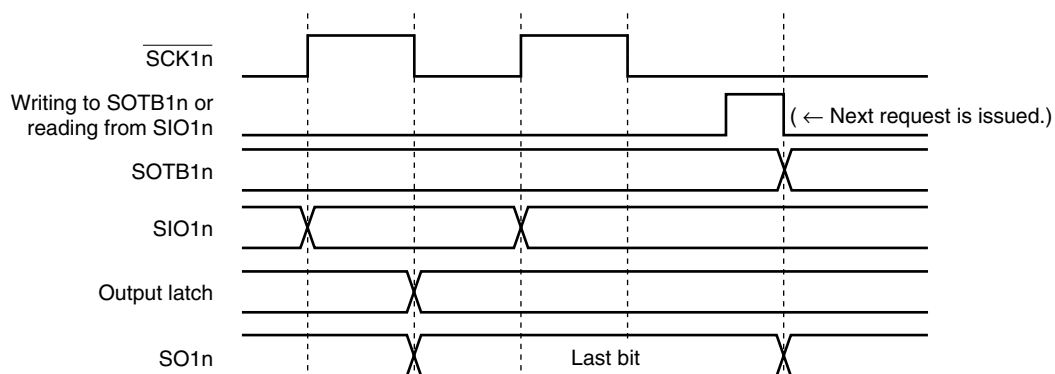 SCK1n
Writing to SOTB1n or
reading from SIO1n
( ← Next request is issued.)
SOTB1n
SIO1n
Output latch
SO1n
Last bit